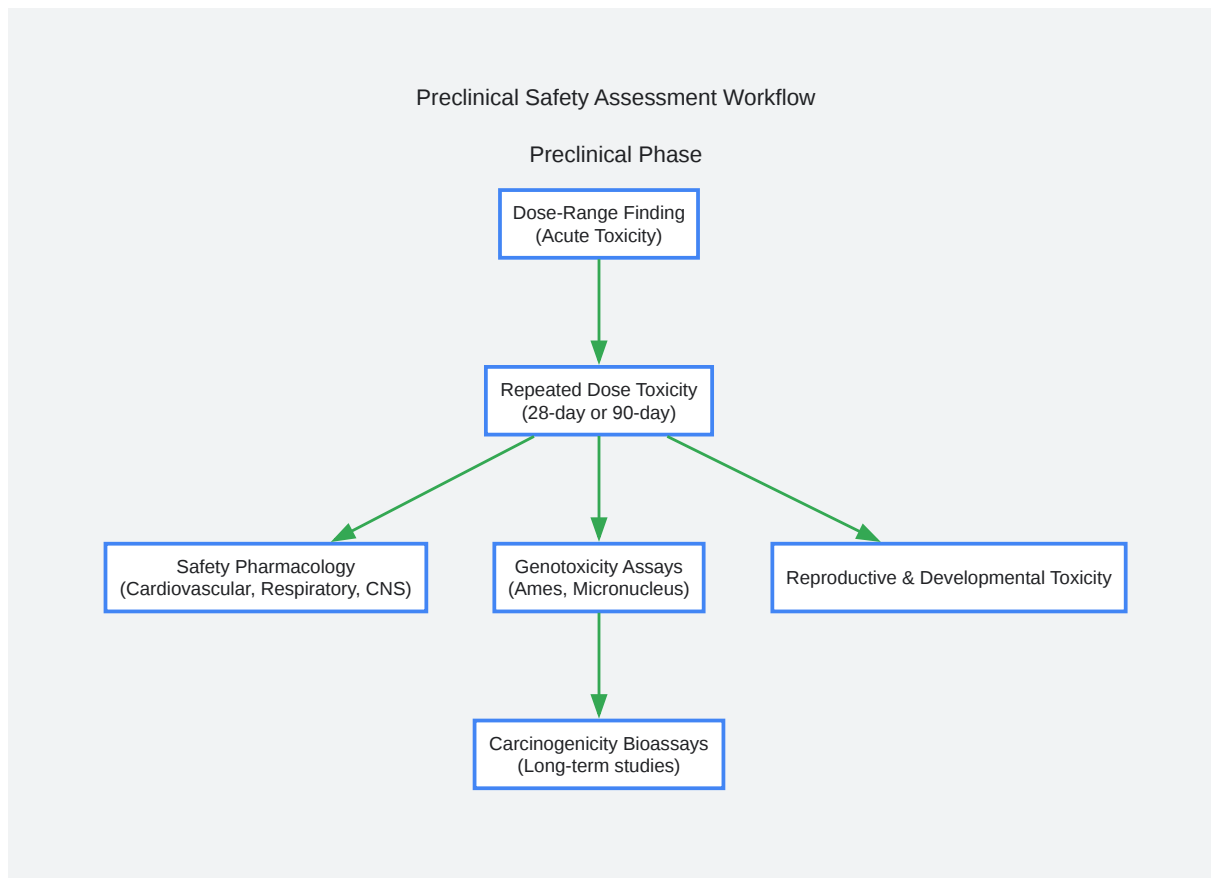 Preclinical Safety Assessment Workflow
Preclinical Phase
Dose-Range Finding
(Acute Toxicity)
Repeated Dose Toxicity
(28-day or 90-day)
Safety Pharmacology
(Cardiovascular, Respiratory, CNS)
Genotoxicity Assays
(Ames, Micronucleus)
Reproductive & Developmental Toxicity
Carcinogenicity Bioassays
(Long-term studies)